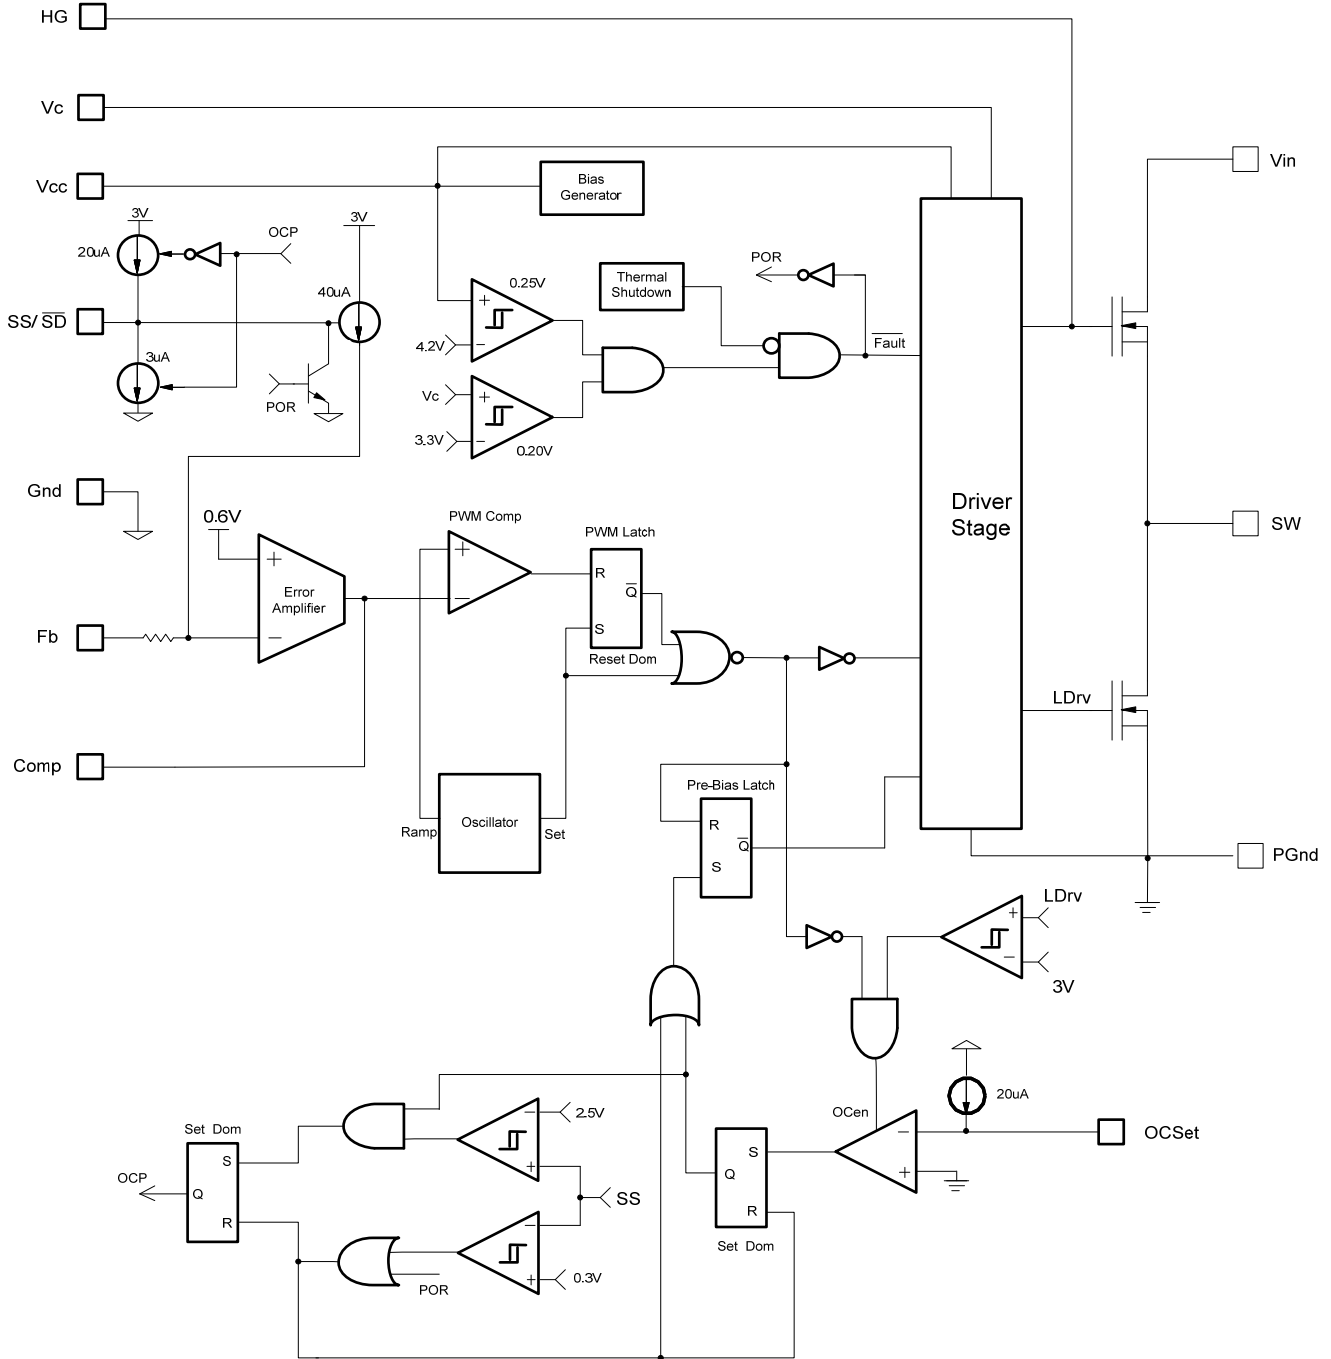 HG
Vc
Vcc
Bias
Generator
Vin
3V
3V
OCP
20uA
POR
Thermal
Shutdown
0.25V
40uA
SS/SD
+
4.2V
−
Fault
3uA
Vc
+
POR
3.3V
−
0.20V
Gnd
Driver
Stage
0.6V
PWM Comp
SW
PWM Latch
+
+
R
Q
Error
Amplifier
−
S
Fb
−
Reset Dom
LDrv
Comp
Pre-Bias Latch
Ramp
Oscillator
Set
R
Q
S
PGnd
LDrv
+
−
3V
20uA
OCen
−
2.5V
Set Dom
−
OCSet
S
S
+
OCP
Q
Q
+
SS
R
R
−
Set Dom
+
0.3V
POR